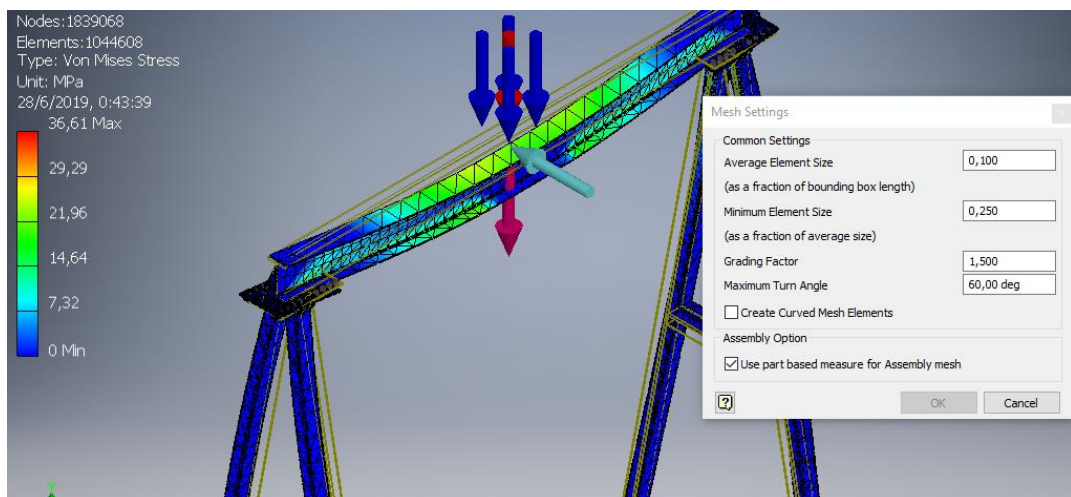 Nodes:1839068
Elements:1044608
Type: Von Mises Stress
Unit: MPa
28/6/2019, 0:43:39
36,61 Max
29,29
21,96
14,64
7,32
0 Min
Mesh Settings
Common Settings
Average Element Size 0,100
(as a fraction of bounding box length)
Minimum Element Size 0,250
(as a fraction of average size)
Grading Factor 1,500
Maximum Turn Angle 60,00 deg
Create Curved Mesh Elements
Assembly Option
Use part based measure for Assembly mesh
? OK Cancel
Y